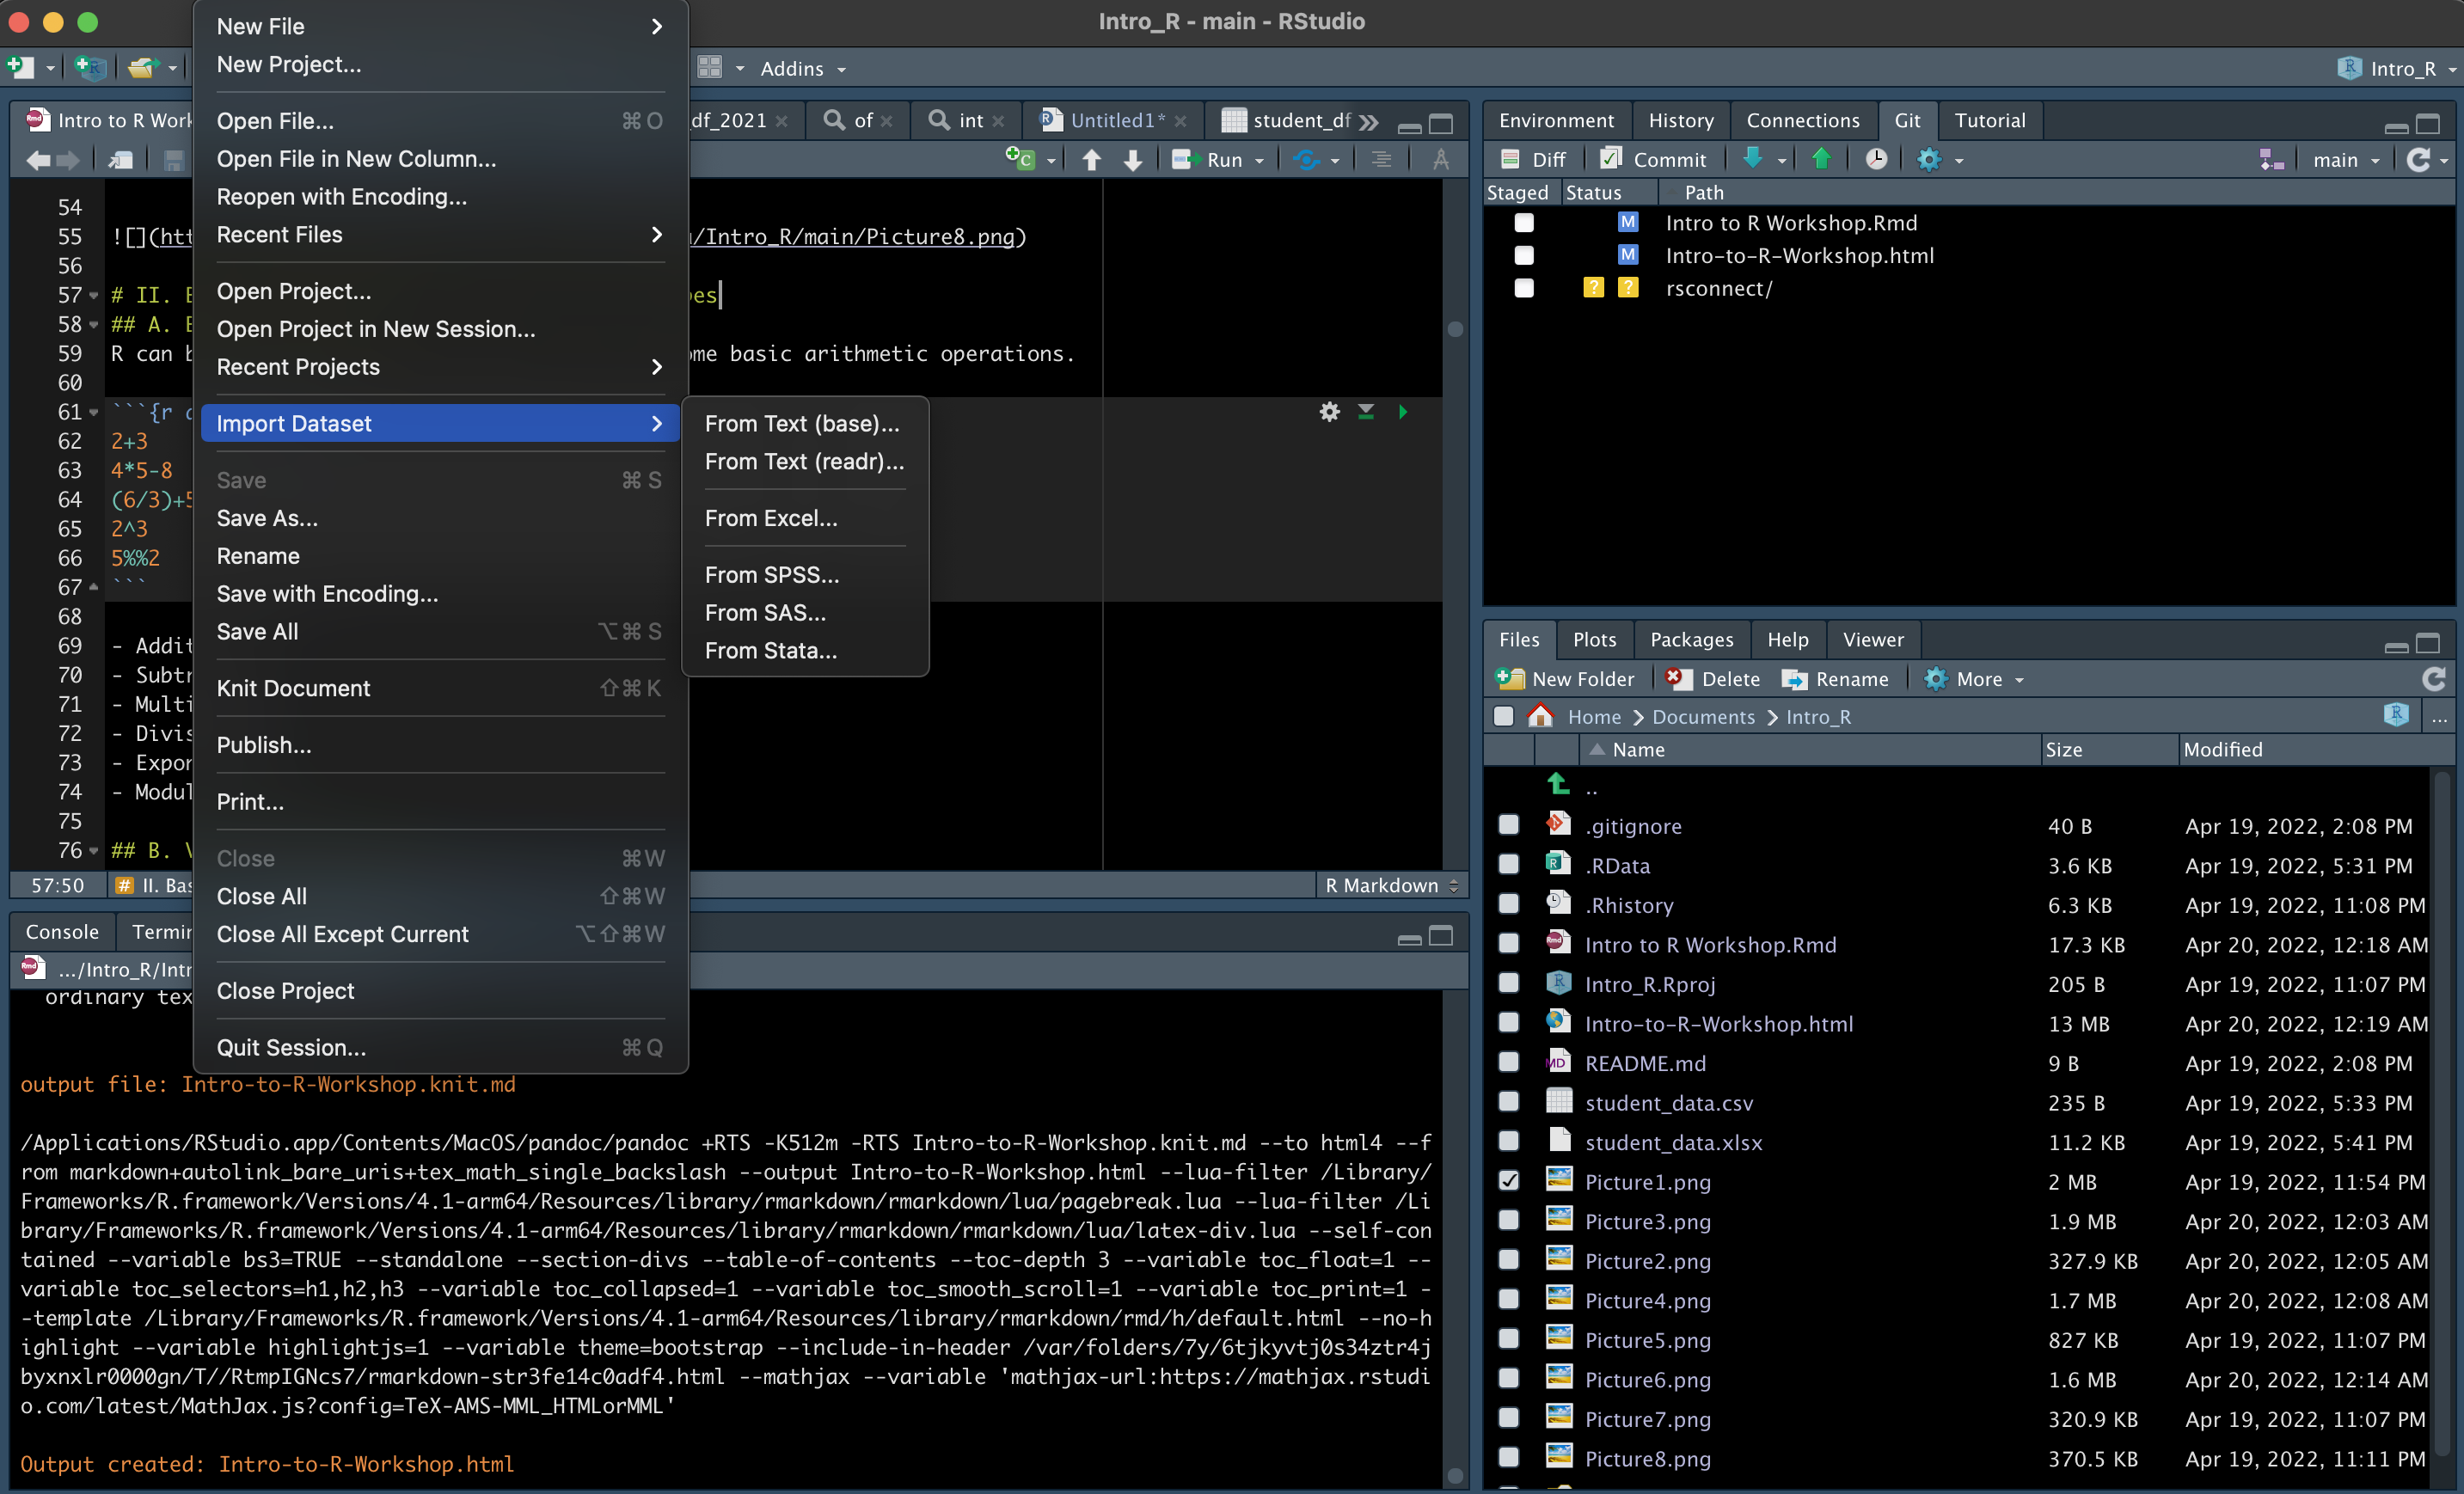 Intro_R - main - RStudio
Addins
Intro_R
New File
New Project...
Open File... ⌘ O
Open File in New Column...
Reopen with Encoding...
Recent Files
Open Project...
Open Project in New Session...
Recent Projects
Import Dataset
Save ⌘ S
Save As...
Rename
Save with Encoding...
Save All ⌥⌘ S
Knit Document ⇧⌘ K
Publish...
Print...
Close ⌘W
Close All ⇧⌘W
Close All Except Current ⌥⇧⌘W
Close Project
Quit Session... ⌘ Q
From Text (base)...
From Text (readr)...
From Excel...
From SPSS...
From SAS...
From Stata...
Intro to R Work
df_2021
of
int
Untitled1*
student_df
Run
54
55 ![](htt /Intro_R/main/Picture8.png)
56
57 # II. B es
58 ## A. B
59 R can b me basic arithmetic operations.
60
61 ```{r
62 2+3
63 4*5-8
64 (6/3)+5
65 2^3
66 5%%2
67 ```
68
69 - Addit
70 - Subtr
71 - Multi
72 - Divis
73 - Expon
74 - Modul
75
76 ## B. V
57:50 # II. Bas R Markdown
Console Termin
.../Intro_R/Intr
ordinary tex
output file: Intro-to-R-Workshop.knit.md
/Applications/RStudio.app/Contents/MacOS/pandoc/pandoc +RTS -K512m -RTS Intro-to-R-Workshop.knit.md --to html4 --f
rom markdown+autolink_bare_uris+tex_math_single_backslash --output Intro-to-R-Workshop.html --lua-filter /Library/
Frameworks/R.framework/Versions/4.1-arm64/Resources/library/rmarkdown/rmarkdown/lua/pagebreak.lua --lua-filter /Li
brary/Frameworks/R.framework/Versions/4.1-arm64/Resources/library/rmarkdown/rmarkdown/lua/latex-div.lua --self-con
tained --variable bs3=TRUE --standalone --section-divs --table-of-contents --toc-depth 3 --variable toc_float=1 --
variable toc_selectors=h1,h2,h3 --variable toc_collapsed=1 --variable toc_smooth_scroll=1 --variable toc_print=1 -
-template /Library/Frameworks/R.framework/Versions/4.1-arm64/Resources/library/rmarkdown/rmd/h/default.html --no-h
ighlight --variable highlightjs=1 --variable theme=bootstrap --include-in-header /var/folders/7y/6tjkyvtj0s34ztr4j
byxnxlr0000gn/T//RtmpIGNcs7/rmarkdown-str3fe14c0adf4.html --mathjax --variable 'mathjax-url:https://mathjax.rstudi
o.com/latest/MathJax.js?config=TeX-AMS-MML_HTMLorMML'
Output created: Intro-to-R-Workshop.html
Environment History Connections Git Tutorial
Diff Commit main
Staged Status Path
M Intro to R Workshop.Rmd
M Intro-to-R-Workshop.html
? ? rsconnect/
Files Plots Packages Help Viewer
New Folder Delete Rename More
Home Documents Intro_R ...
Name Size Modified
..
.gitignore 40 B Apr 19, 2022, 2:08 PM
.RData 3.6 KB Apr 19, 2022, 5:31 PM
.Rhistory 6.3 KB Apr 19, 2022, 11:08 PM
Intro to R Workshop.Rmd 17.3 KB Apr 20, 2022, 12:18 AM
Intro_R.Rproj 205 B Apr 19, 2022, 11:07 PM
Intro-to-R-Workshop.html 13 MB Apr 20, 2022, 12:19 AM
README.md 9 B Apr 19, 2022, 2:08 PM
student_data.csv 235 B Apr 19, 2022, 5:33 PM
student_data.xlsx 11.2 KB Apr 19, 2022, 5:41 PM
Picture1.png 2 MB Apr 19, 2022, 11:54 PM
Picture3.png 1.9 MB Apr 20, 2022, 12:03 AM
Picture2.png 327.9 KB Apr 20, 2022, 12:05 AM
Picture4.png 1.7 MB Apr 20, 2022, 12:08 AM
Picture5.png 827 KB Apr 19, 2022, 11:07 PM
Picture6.png 1.6 MB Apr 20, 2022, 12:14 AM
Picture7.png 320.9 KB Apr 19, 2022, 11:07 PM
Picture8.png 370.5 KB Apr 19, 2022, 11:11 PM